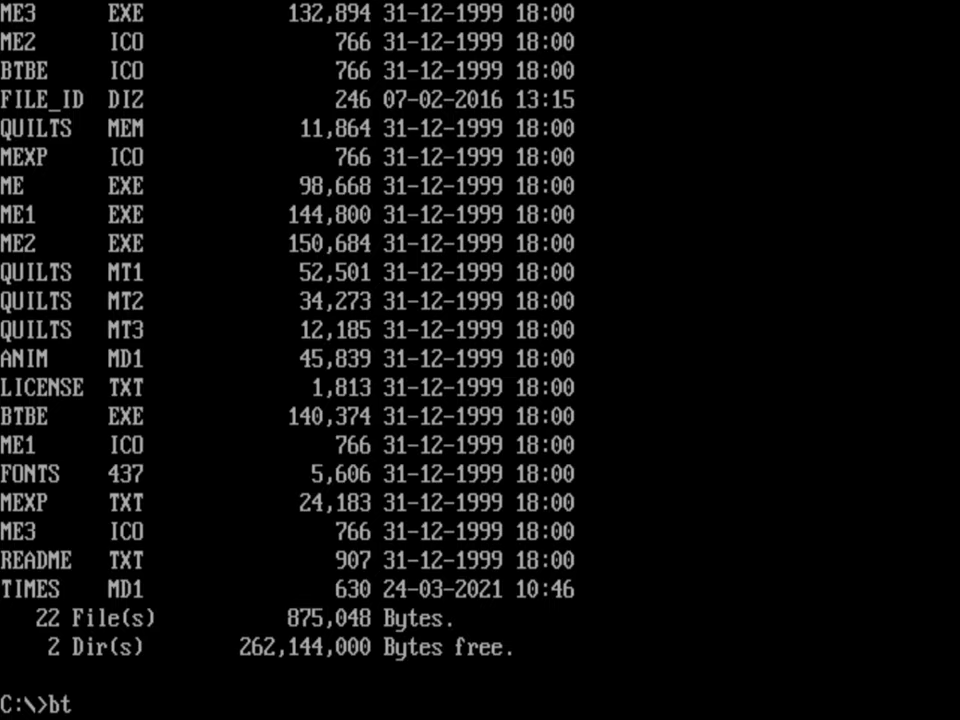 ME3      EXE            132,894 31-12-1999 18:00
ME2      ICO                766 31-12-1999 18:00
BTBE     ICO                766 31-12-1999 18:00
FILE_ID  DIZ                246 07-02-2016 13:15
QUILTS   MEM             11,864 31-12-1999 18:00
MEXP     ICO                766 31-12-1999 18:00
ME       EXE             98,668 31-12-1999 18:00
ME1      EXE            144,800 31-12-1999 18:00
ME2      EXE            150,684 31-12-1999 18:00
QUILTS   MT1             52,501 31-12-1999 18:00
QUILTS   MT2             34,273 31-12-1999 18:00
QUILTS   MT3             12,185 31-12-1999 18:00
ANIM     MD1             45,839 31-12-1999 18:00
LICENSE  TXT              1,813 31-12-1999 18:00
BTBE     EXE            140,374 31-12-1999 18:00
ME1      ICO                766 31-12-1999 18:00
FONTS    437              5,606 31-12-1999 18:00
MEXP     TXT             24,183 31-12-1999 18:00
ME3      ICO                766 31-12-1999 18:00
README   TXT                907 31-12-1999 18:00
TIMES    MD1                630 24-03-2021 10:46
   22 File(s)           875,048 Bytes.
    2 Dir(s)        262,144,000 Bytes free.
C:\>bt